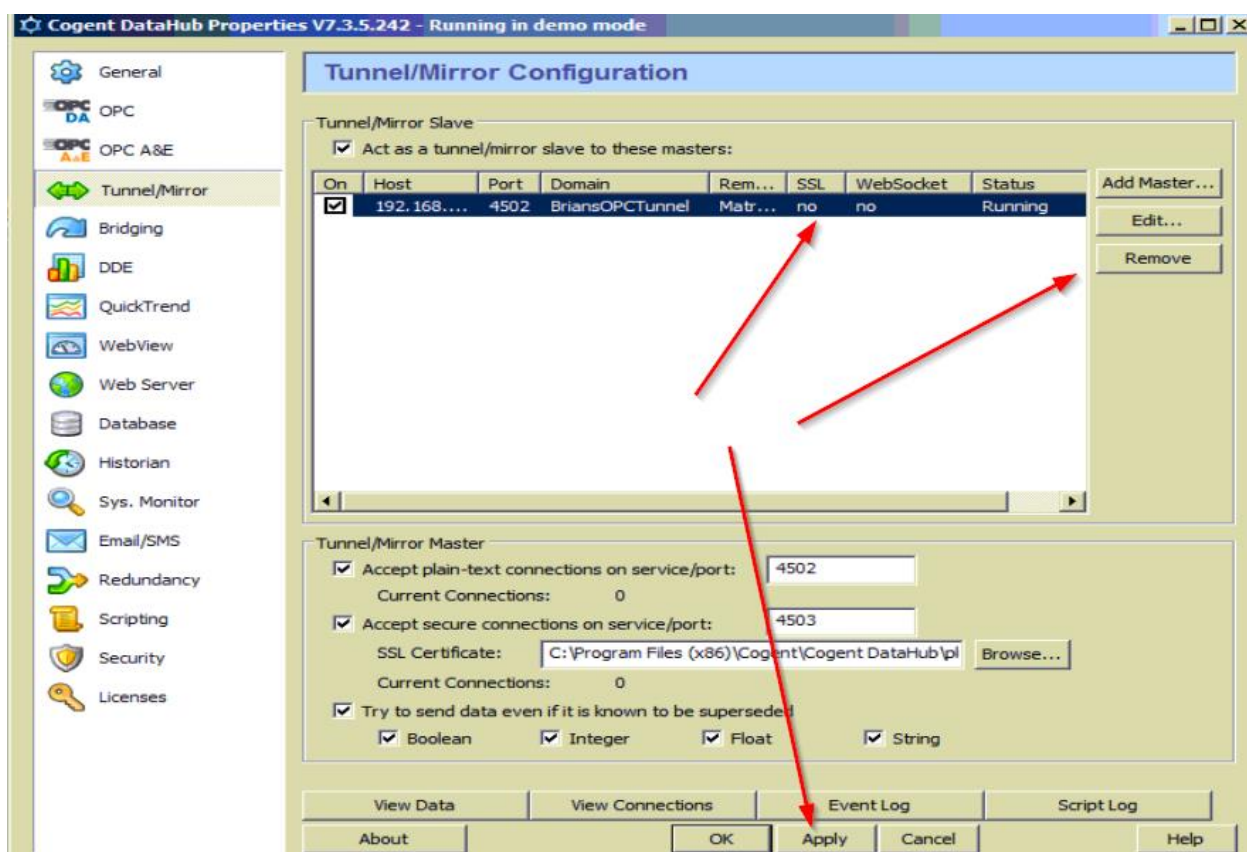 Cogent DataHub Properties V7.3.5.242 - Running in demo mode
General
OPC DA OPC
OPC A&E OPC A&E
Tunnel/Mirror
Bridging
DDE
QuickTrend
WebView
Web Server
Database
Historian
Sys. Monitor
Email/SMS
Redundancy
Scripting
Security
Licenses
Tunnel/Mirror Configuration
Tunnel/Mirror Slave
Act as a tunnel/mirror slave to these masters:
On Host Port Domain Rem... SSL WebSocket Status
192.168.... 4502 BriansOPCTunnel Matr... no no Running
Add Master...
Edit...
Remove
Tunnel/Mirror Master
Accept plain-text connections on service/port: 4502
Current Connections: 0
Accept secure connections on service/port: 4503
SSL Certificate: C:\Program Files (x86)\Cogent\Cogent DataHub\pl Browse...
Current Connections: 0
Try to send data even if it is known to be superseded
Boolean Integer Float String
View Data View Connections Event Log Script Log
About OK Apply Cancel Help